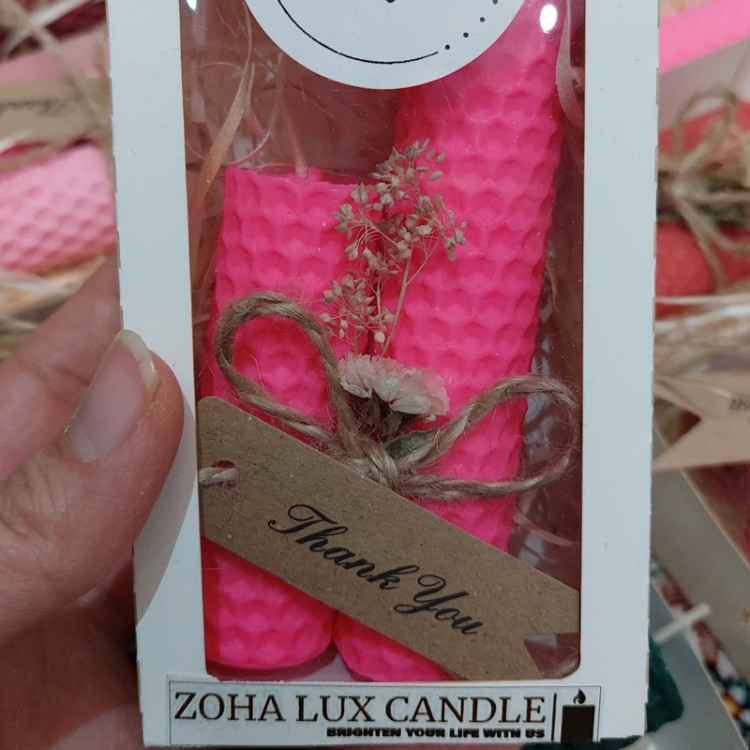 Thank You
ZOHA LUX CANDLE
BRIGHTEN YOUR LIFE WITH US